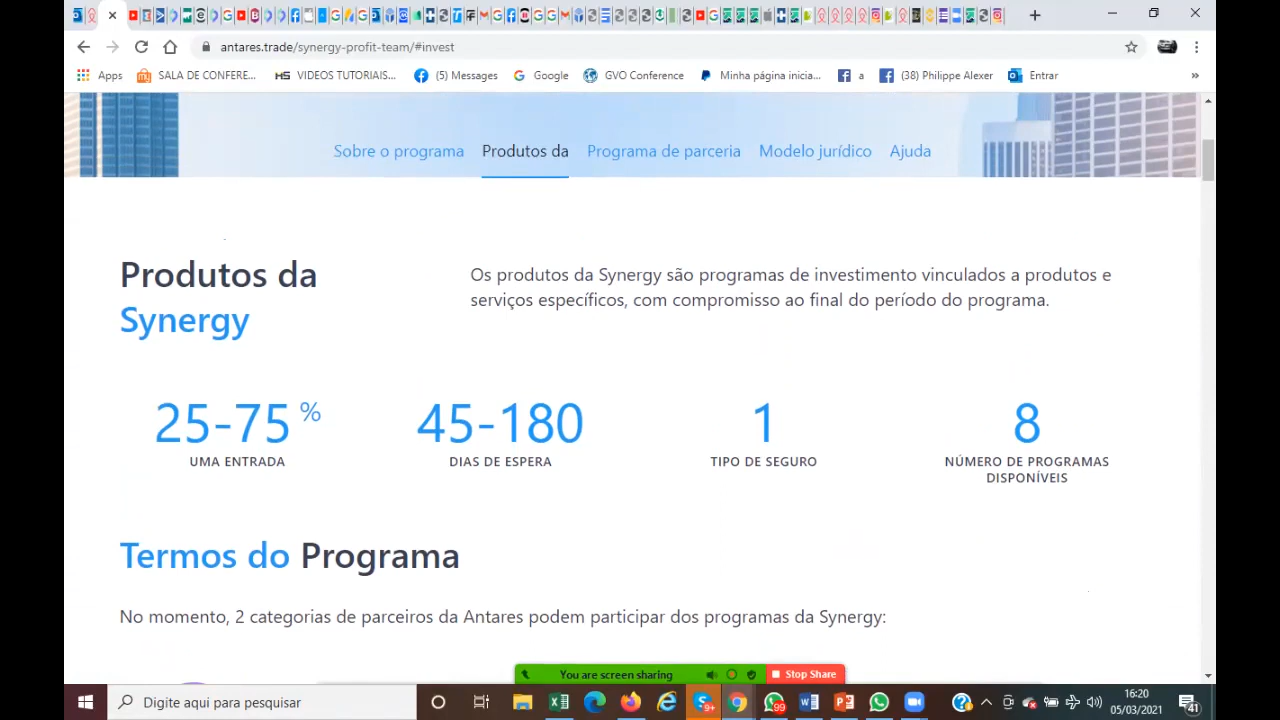 antares.trade/synergy-profit-team/#invest
Apps
SALA DE CONFERE...
VIDEOS TUTORIAIS...
(5) Messages
Google
GVO Conference
Minha página inicia...
a
(38) Philippe Alexer
Entrar
»
Sobre o programa
Produtos da
Programa de parceria
Modelo jurídico
Ajuda
Produtos da
Synergy
Os produtos da Synergy são programas de investimento vinculados a produtos e
serviços específicos, com compromisso ao final do período do programa.
25-75 %
UMA ENTRADA
45-180
DIAS DE ESPERA
1
TIPO DE SEGURO
8
NÚMERO DE PROGRAMAS
DISPONÍVEIS
Termos do Programa
No momento, 2 categorias de parceiros da Antares podem participar dos programas da Synergy:
You are screen sharing
Stop Share
Digite aqui para pesquisar
16:20
05/03/2021
41